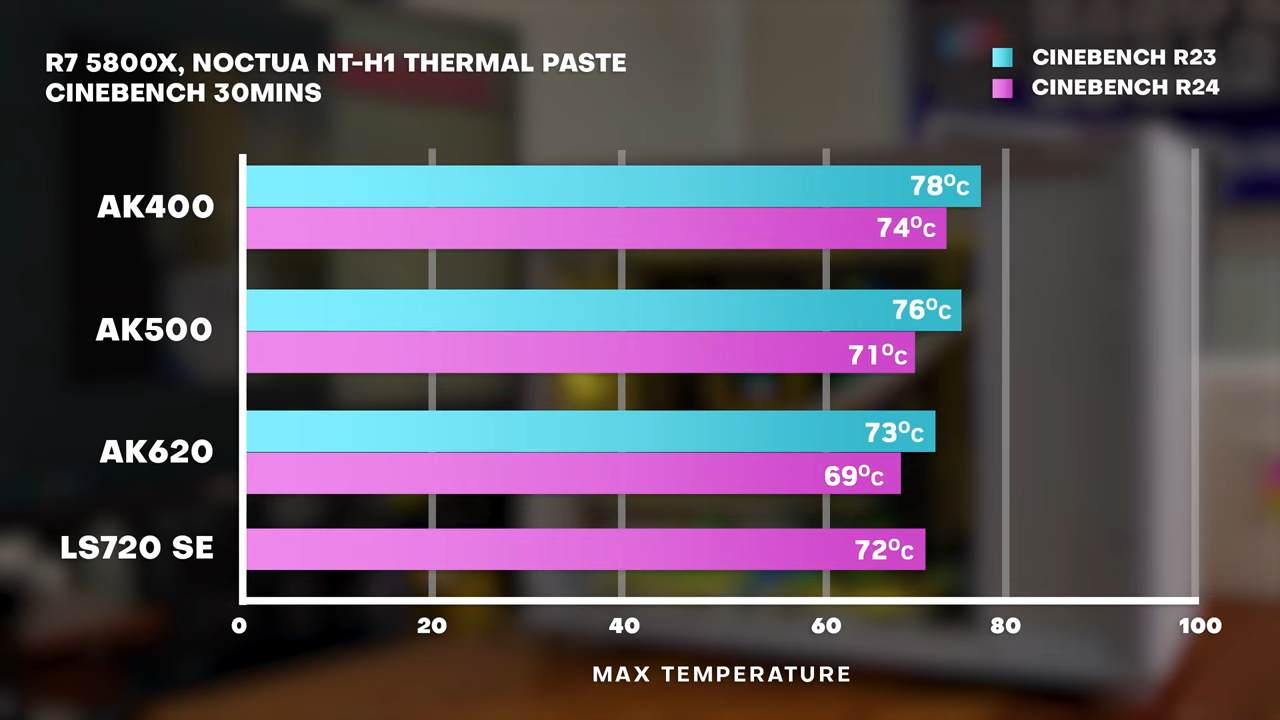 R7 5800X, NOCTUA NT-H1 THERMAL PASTE
CINEBENCH 30MINS
CINEBENCH R23
CINEBENCH R24
AK400
78°C
74°C
AK500
76°C
71°C
AK620
73°C
69°C
LS720 SE
72°C
0 20 40 60 80 100
MAX TEMPERATURE